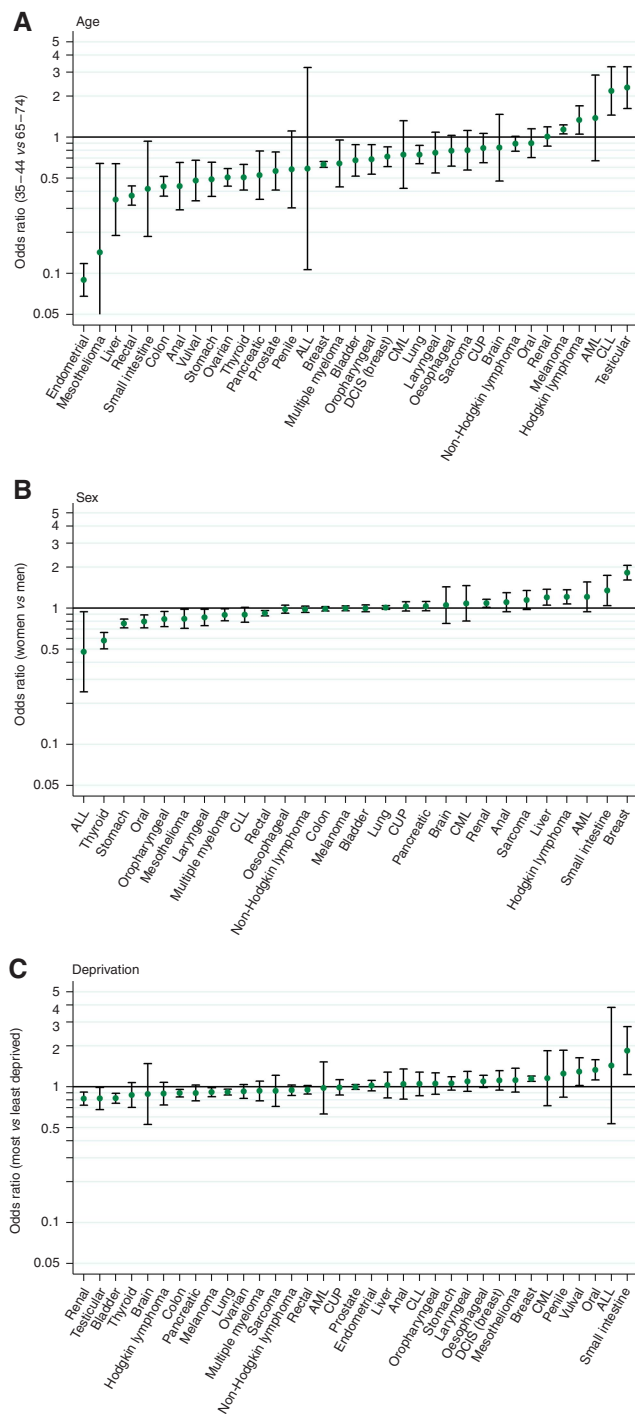 A
Age
5
4
3
2
1
0.5
0.1
0.05
Odds ratio (35–44 vs 65–74)
Endometrial
Mesothelioma
Liver
Rectal
Small intestine
Colon
Anal
Vulval
Stomach
Ovarian
Thyroid
Pancreatic
Prostate
Penile
ALL
Breast
Multiple myeloma
Bladder
Oropharyngeal
DCIS (breast)
CML
Lung
Laryngeal
Oesophageal
Sarcoma
CUP
Brain
Non-Hodgkin lymphoma
Oral
Renal
Melanoma
Hodgkin lymphoma
AML
CLL
Testicular
B
Sex
5
4
3
2
1
0.5
0.1
0.05
Odds ratio (women vs men)
ALL
Thyroid
Stomach
Oral
Oropharyngeal
Mesothelioma
Laryngeal
Multiple myeloma
CLL
Rectal
Oesophageal
Non-Hodgkin lymphoma
Colon
Melanoma
Bladder
Lung
CUP
Pancreatic
Brain
CML
Renal
Anal
Sarcoma
Liver
Hodgkin lymphoma
AML
Small intestine
Breast
C
Deprivation
5
4
3
2
1
0.5
0.1
0.05
Odds ratio (most vs least deprived)
Renal
Testicular
Bladder
Thyroid
Brain
Hodgkin lymphoma
Colon
Pancreatic
Melanoma
Lung
Ovarian
Multiple myeloma
Sarcoma
Non-Hodgkin lymphoma
Rectal
AML
CUP
Prostate
Endometrial
Liver
Anal
CLL
Oropharyngeal
Stomach
Laryngeal
Oesophageal
DCIS (breast)
Mesothelioma
Breast
CML
Penile
Vulval
Oral
ALL
Small intestine